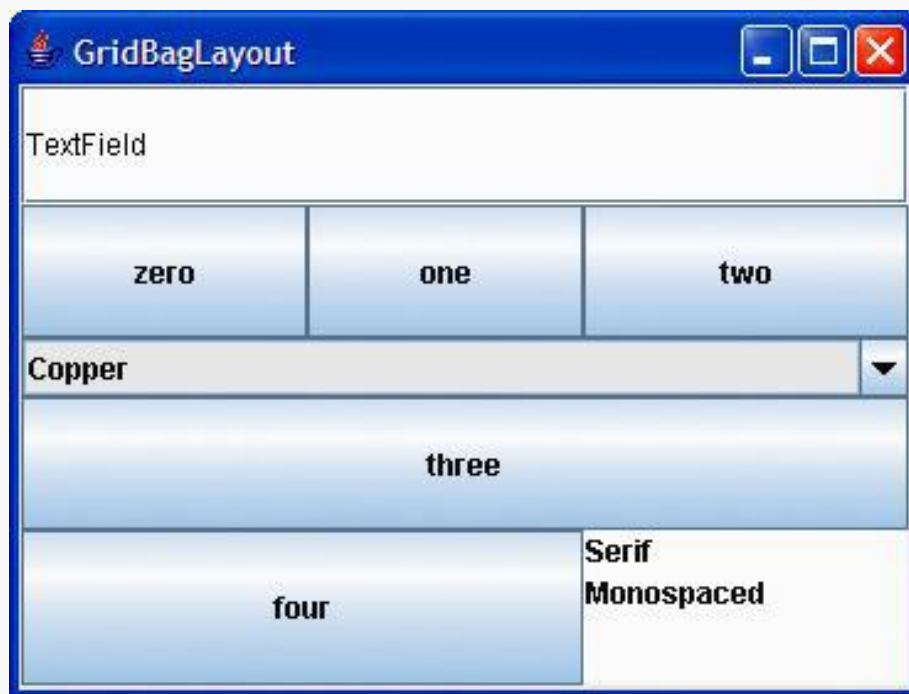 GridBagLayout
TextField
zero one two
Copper
three
four
Serif
Monospaced